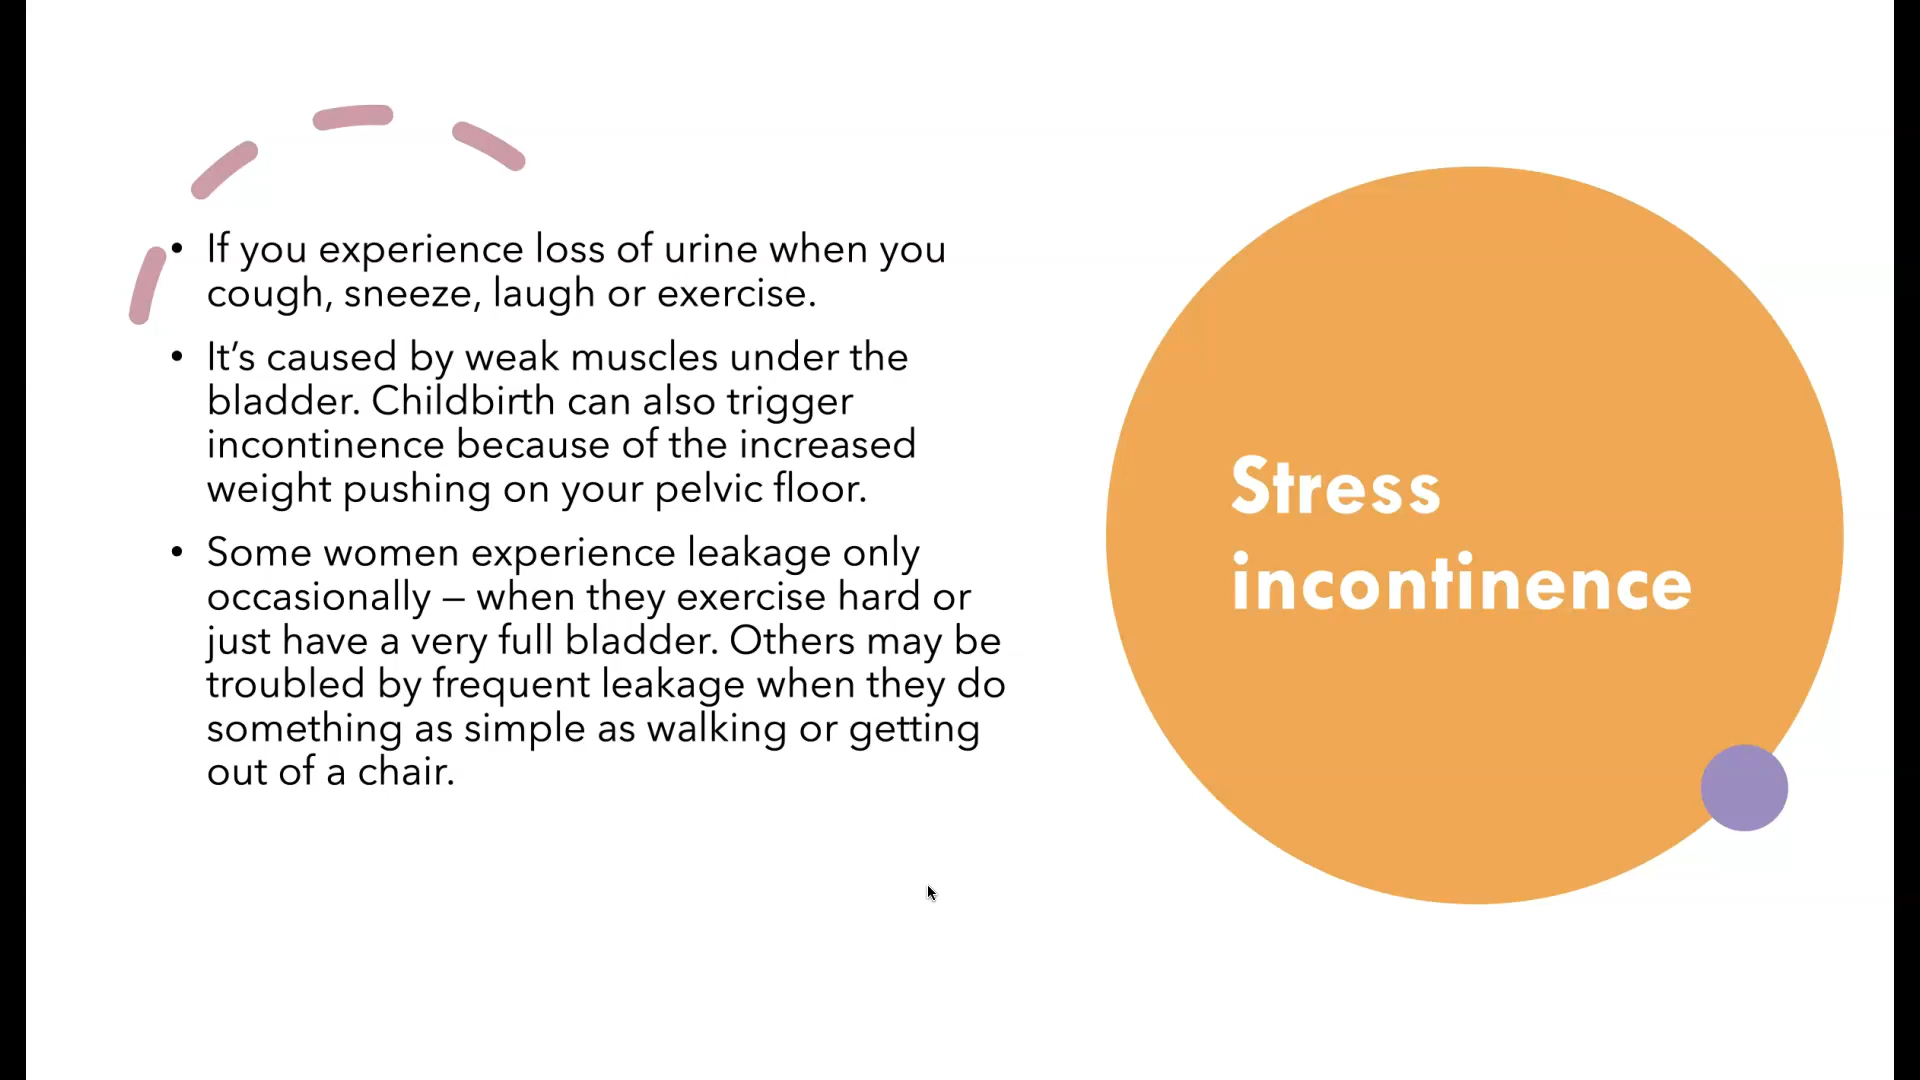 • If you experience loss of urine when you
cough, sneeze, laugh or exercise.
• It’s caused by weak muscles under the
bladder. Childbirth can also trigger
incontinence because of the increased
weight pushing on your pelvic floor.
• Some women experience leakage only
occasionally – when they exercise hard or
just have a very full bladder. Others may be
troubled by frequent leakage when they do
something as simple as walking or getting
out of a chair.
Stress
incontinence